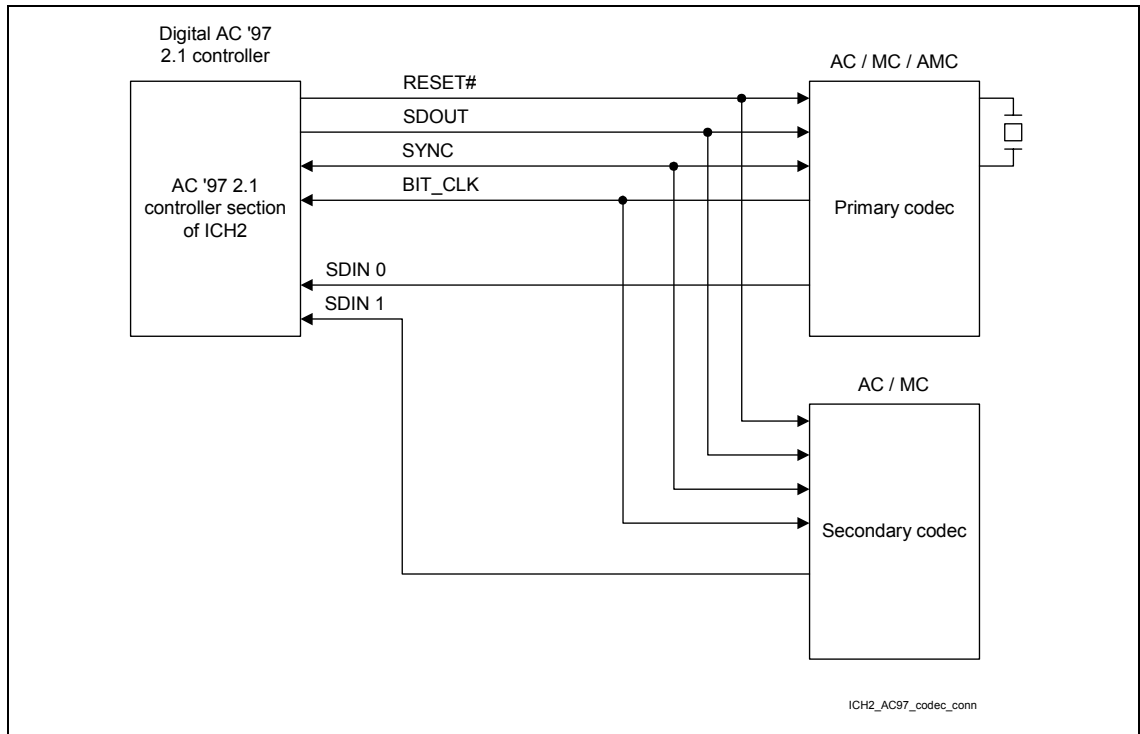 Digital AC '97
2.1 controller
AC / MC / AMC
RESET#
SDOUT
SYNC
BIT_CLK
AC '97 2.1
controller section
of ICH2
Primary codec
SDIN 0
SDIN 1
AC / MC
Secondary codec
ICH2_AC97_codec_conn